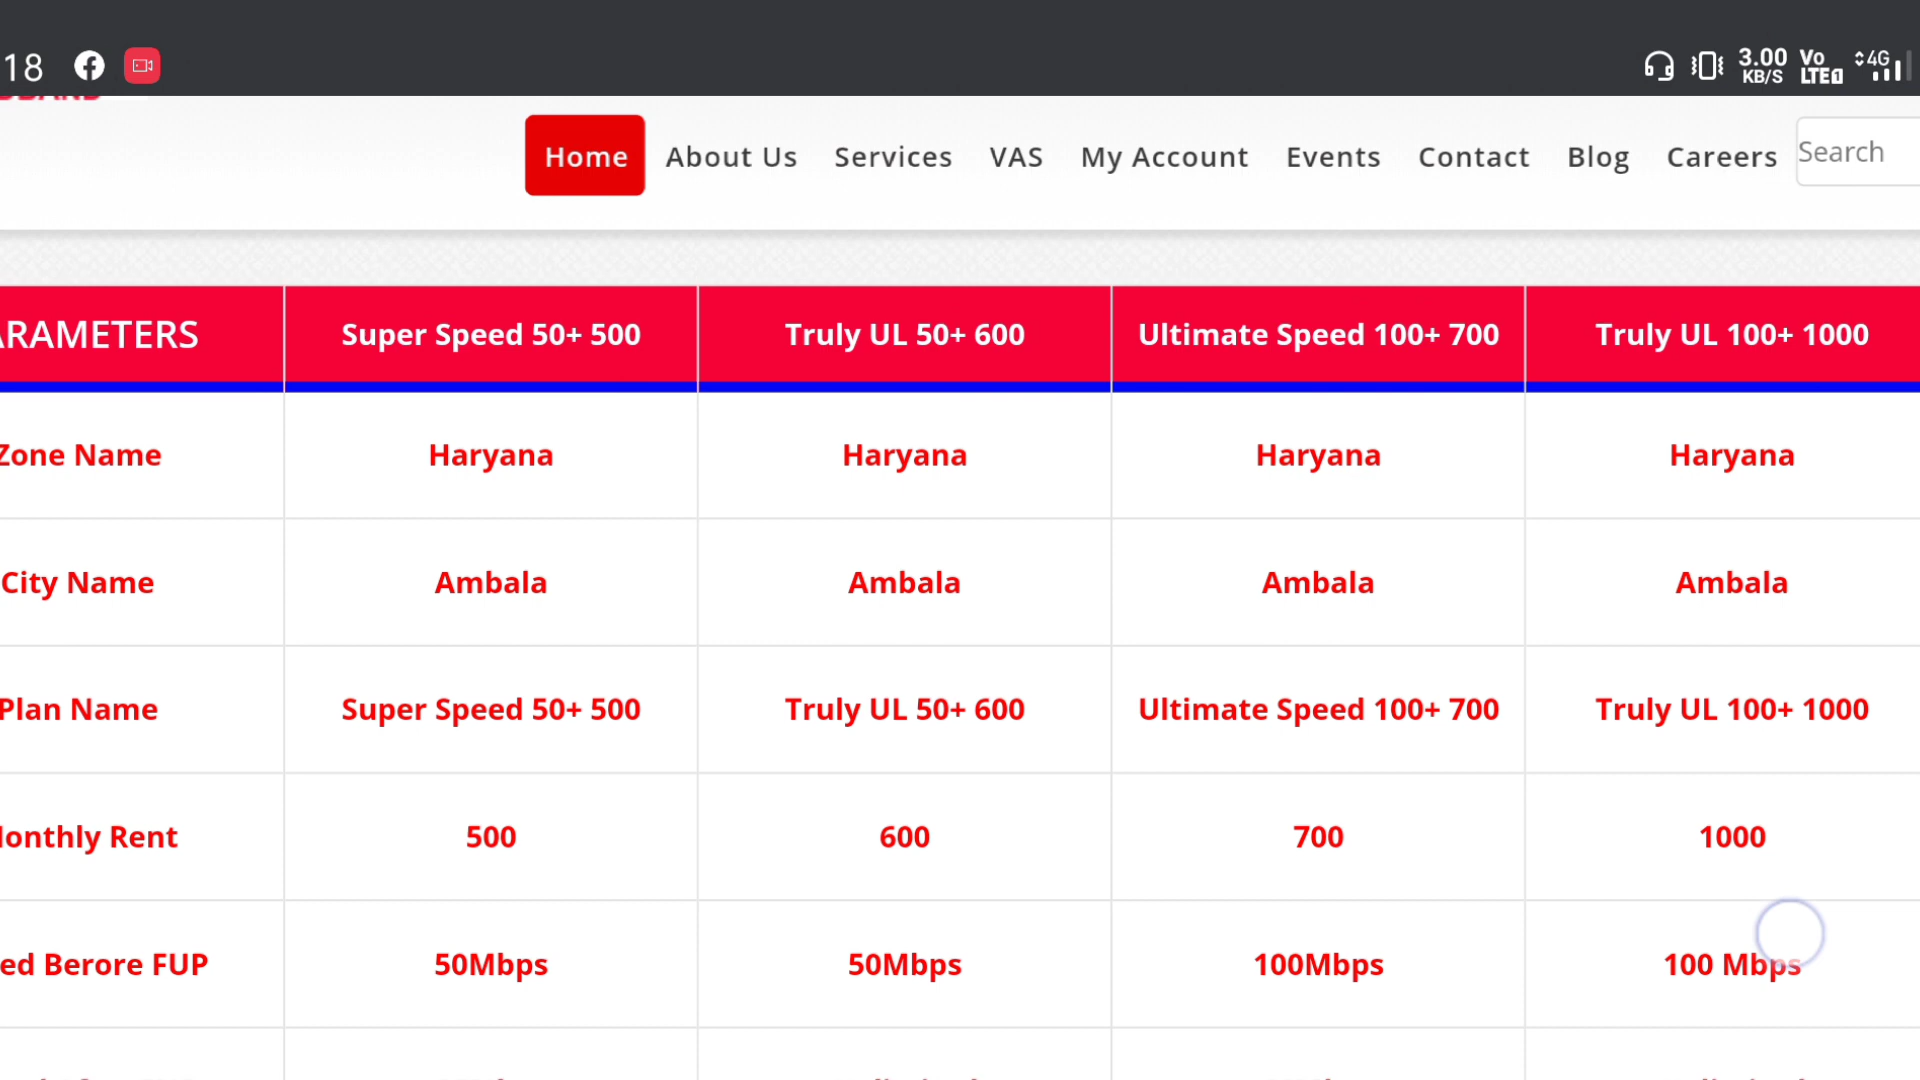 18 3.00 KB/S Vo LTE 4G
Home About Us Services VAS My Account Events Contact Blog Careers Search
ARAMETERS Super Speed 50+ 500 Truly UL 50+ 600 Ultimate Speed 100+ 700 Truly UL 100+ 1000
Zone Name Haryana Haryana Haryana Haryana
City Name Ambala Ambala Ambala Ambala
Plan Name Super Speed 50+ 500 Truly UL 50+ 600 Ultimate Speed 100+ 700 Truly UL 100+ 1000
onthly Rent 500 600 700 1000
ed Berore FUP 50Mbps 50Mbps 100Mbps 100 Mbps